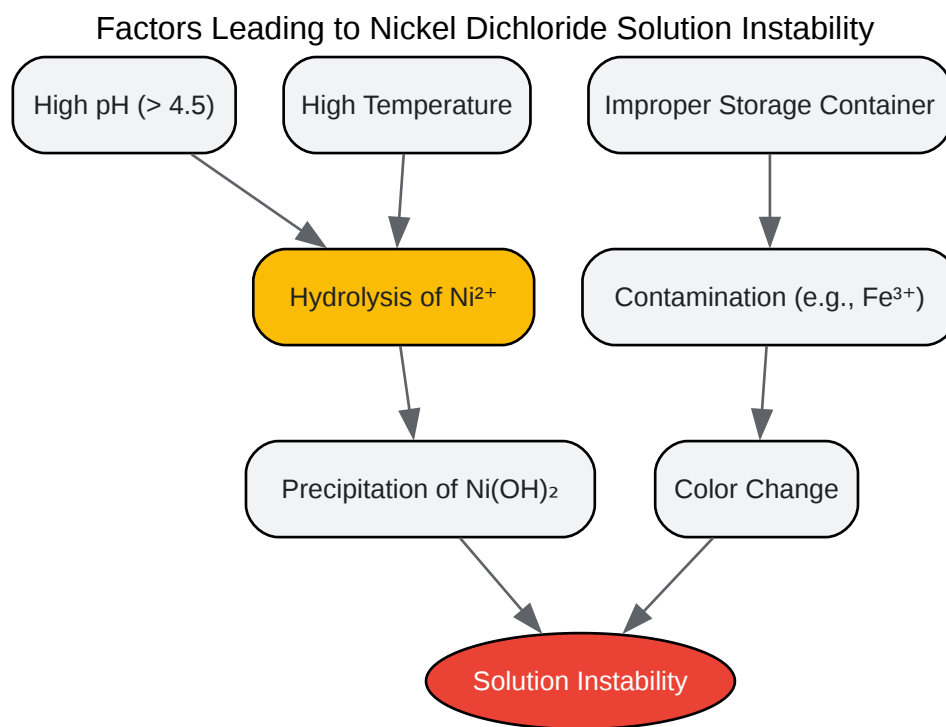 Factors Leading to Nickel Dichloride Solution Instability
High pH (> 4.5)
High Temperature
Improper Storage Container
Hydrolysis of Ni²⁺
Contamination (e.g., Fe³⁺)
Precipitation of Ni(OH)₂
Color Change
Solution Instability